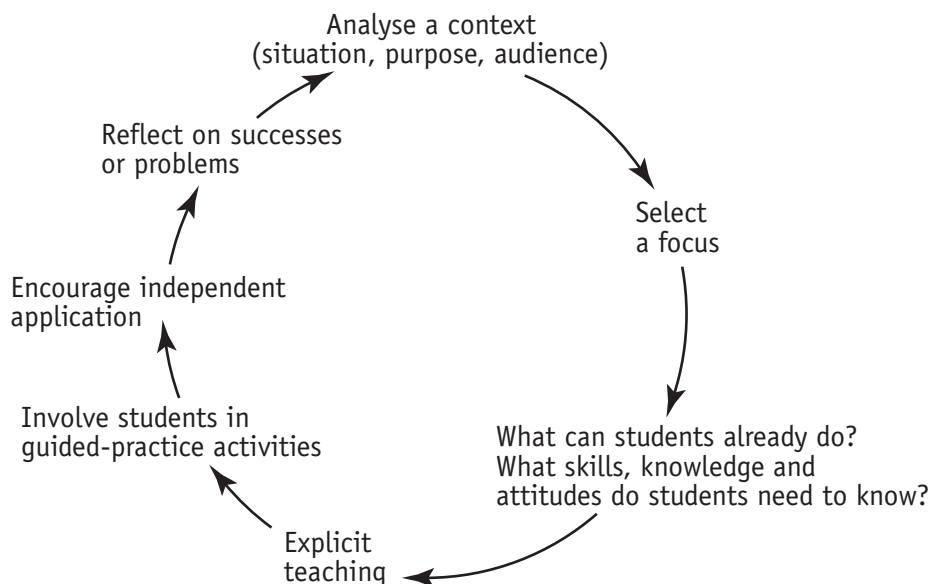 Analyse a context
(situation, purpose, audience)
Select
a focus
What can students already do?
What skills, knowledge and
attitudes do students need to know?
Explicit
teaching
Involve students in
guided-practice activities
Encourage independent
application
Reflect on successes
or problems